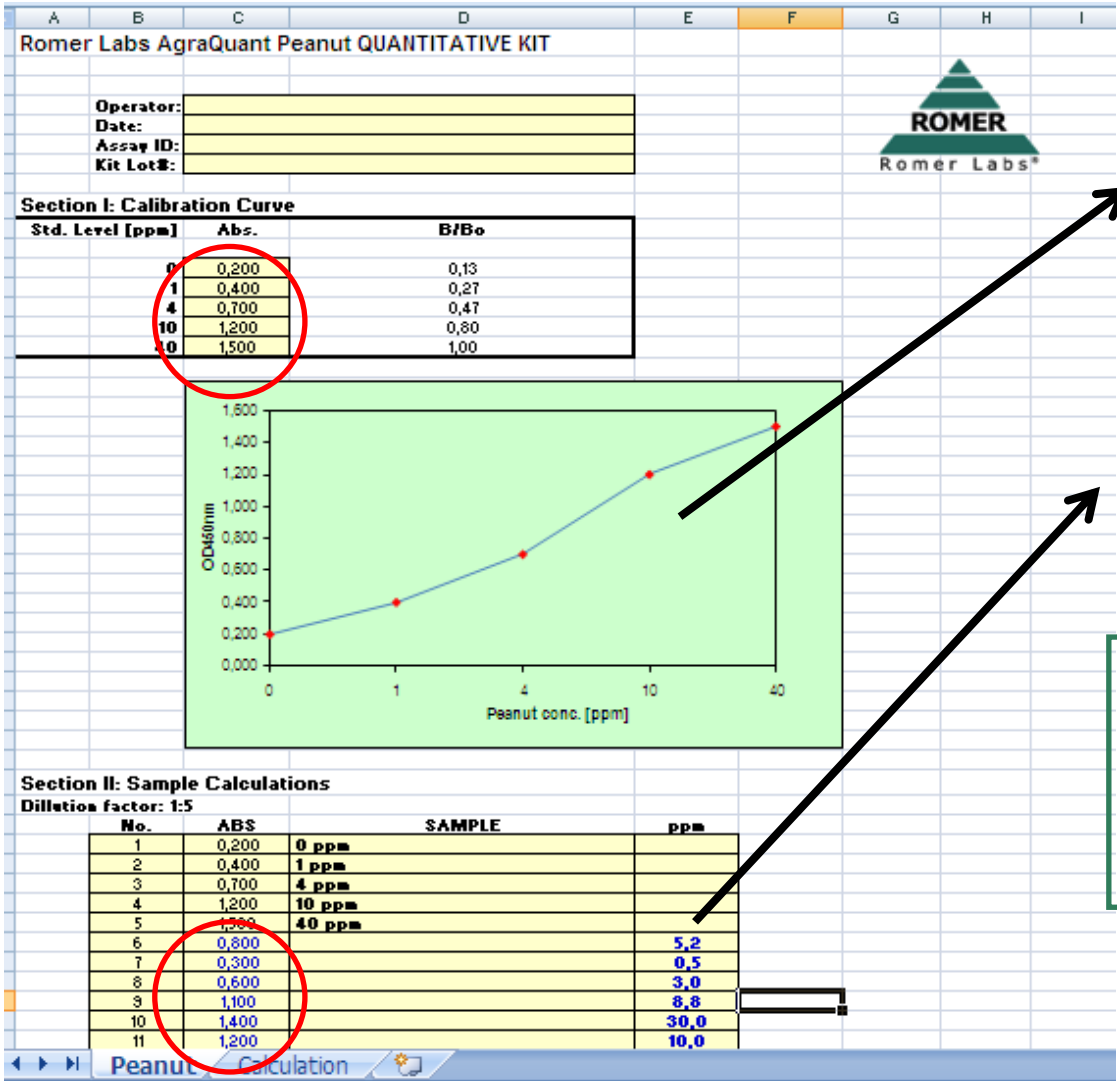 A B C D E F G H I
Romer Labs AgraQuant Peanut QUANTITATIVE KIT
Operator:
Date:
Assay ID:
Kit Lot#:
ROMER
Romer Labs®
Section I: Calibration Curve
Std. Level [ppm] Abs. B/Bo
0 0,200 0,13
1 0,400 0,27
4 0,700 0,47
10 1,200 0,80
40 1,500 1,00
1,600
1,400
1,200
1,000
0,800
0,600
0,400
0,200
0,000
OD450nm
0 1 4 10 40
Peanut conc. [ppm]
Section II: Sample Calculations
Dillution factor: 1:5
No. ABS SAMPLE ppm
1 0,200 0 ppm
2 0,400 1 ppm
3 0,700 4 ppm
4 1,200 10 ppm
5 1,500 40 ppm
6 0,800 5,2
7 0,300 0,5
8 0,600 3,0
9 1,100 8,8
10 1,400 30,0
11 1,200 10,0
Peanut Calculation